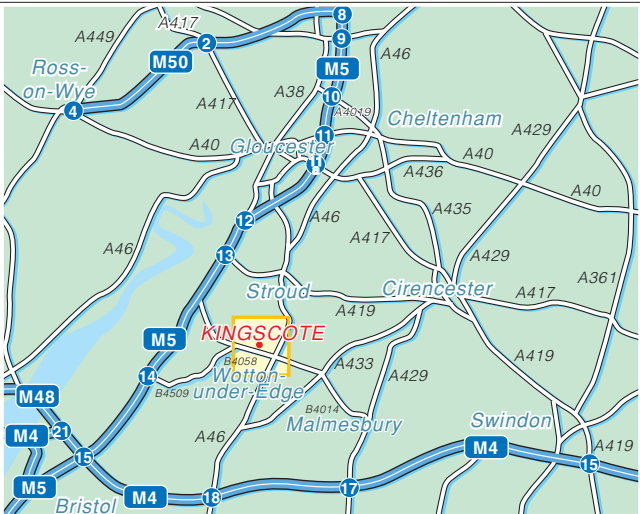 A449
A417
8
2
9
A46
M50
Ross-
on-Wye
M5
A38
10
A417
A4019
4
11
Cheltenham
A429
A40
Gloucester
11a
A40
A436
A40
A435
12
A46
A46
A417
13
A429
A361
Stroud
Cirencester
A419
A417
KINGSCOTE
M5
B4058
A433
A419
14
Wotton-
under-Edge
A429
B4509
M48
B4014
Malmesbury
Swindon
M4
21
A46
M4
A419
15
15
M5
M4
18
17
Bristol